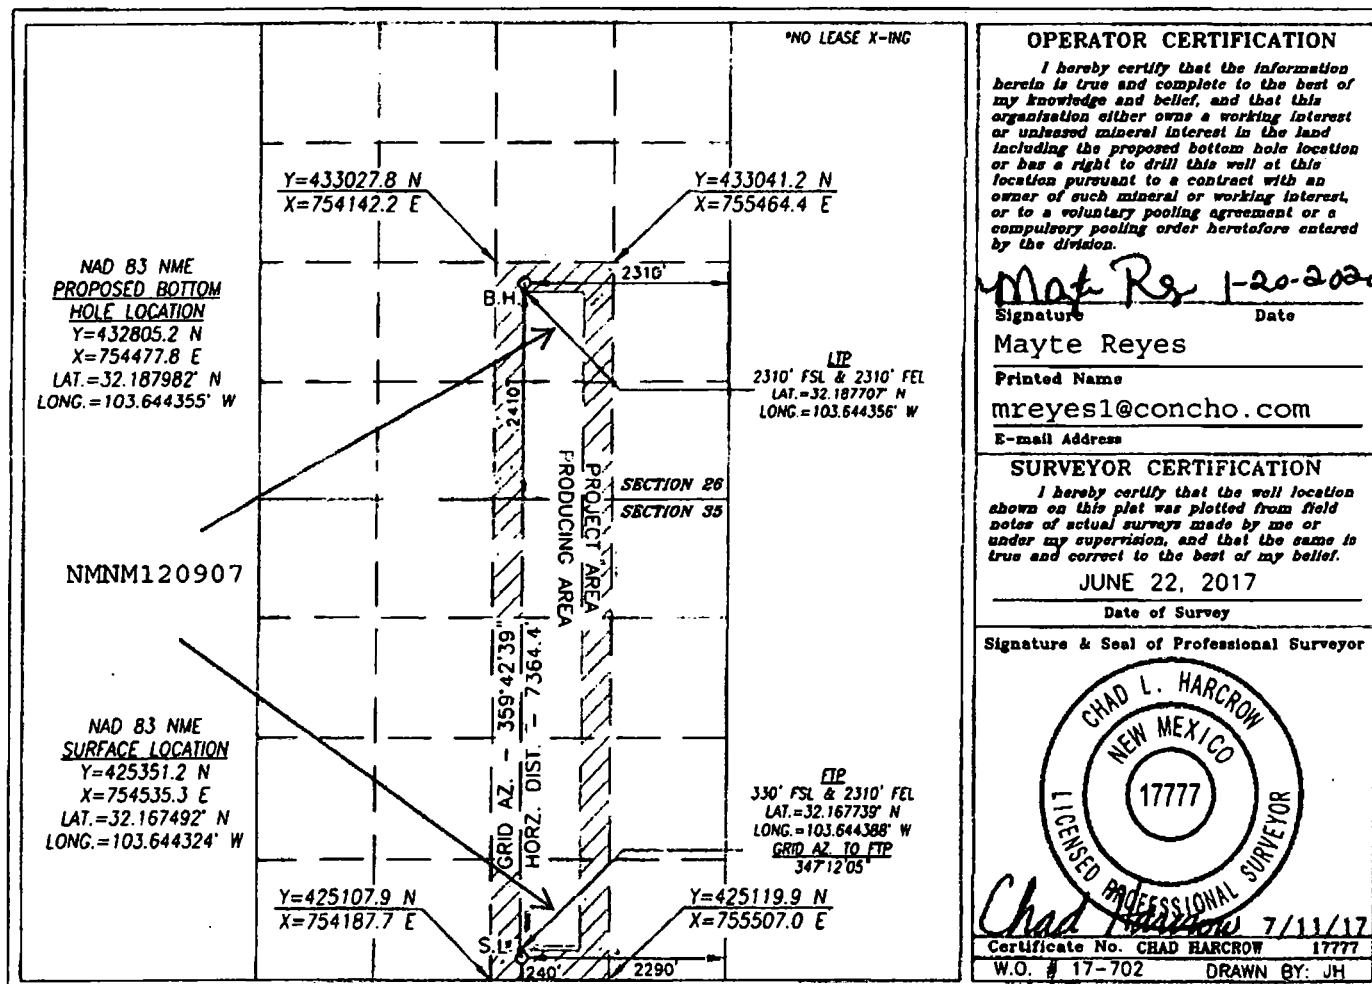 *NO LEASE X-ING
Y=433027.8 N
X=754142.2 E
Y=433041.2 N
X=755464.4 E
NAD 83 NME
PROPOSED BOTTOM
HOLE LOCATION
Y=432805.2 N
X=754477.8 E
LAT.=32.187982° N
LONG.=103.644355° W
B.H.
2310'
LTP
2310' FSL & 2310' FEL
LAT.=32.187707° N
LONG.=103.644356° W
2410'
PROJECT AREA
PRODUCING AREA
SECTION 26
SECTION 35
NMNM120907
GRID AZ. - 359°42'39"
HORZ. DIST. - 7364.4'
NAD 83 NME
SURFACE LOCATION
Y=425351.2 N
X=754535.3 E
LAT.=32.167492° N
LONG.=103.644324° W
FTP
330' FSL & 2310' FEL
LAT.=32.167739° N
LONG.=103.644388° W
GRID AZ. TO FTP
347°12'05"
Y=425107.9 N
X=754187.7 E
Y=425119.9 N
X=755507.0 E
S.L.
240'
2290'
OPERATOR CERTIFICATION
I hereby certify that the information
herein is true and complete to the best of
my knowledge and belief, and that this
organization either owns a working interest
or unleased mineral interest in the land
including the proposed bottom hole location
or has a right to drill this well at this
location pursuant to a contract with an
owner of such mineral or working interest,
or to a voluntary pooling agreement or a
compulsory pooling order heretofore entered
by the division.
1-20-2020
Signature Date
Mayte Reyes
Printed Name
mreyes1@concho.com
E-mail Address
SURVEYOR CERTIFICATION
I hereby certify that the well location
shown on this plat was plotted from field
notes of actual surveys made by me or
under my supervision, and that the same is
true and correct to the best of my belief.
JUNE 22, 2017
Date of Survey
Signature & Seal of Professional Surveyor
CHAD L. HARCROW
NEW MEXICO
17777
LICENSED PROFESSIONAL SURVEYOR
Chad Harcrow 7/13/17
Certificate No. CHAD HARCROW 17777
W.O. # 17-702 DRAWN BY: JH